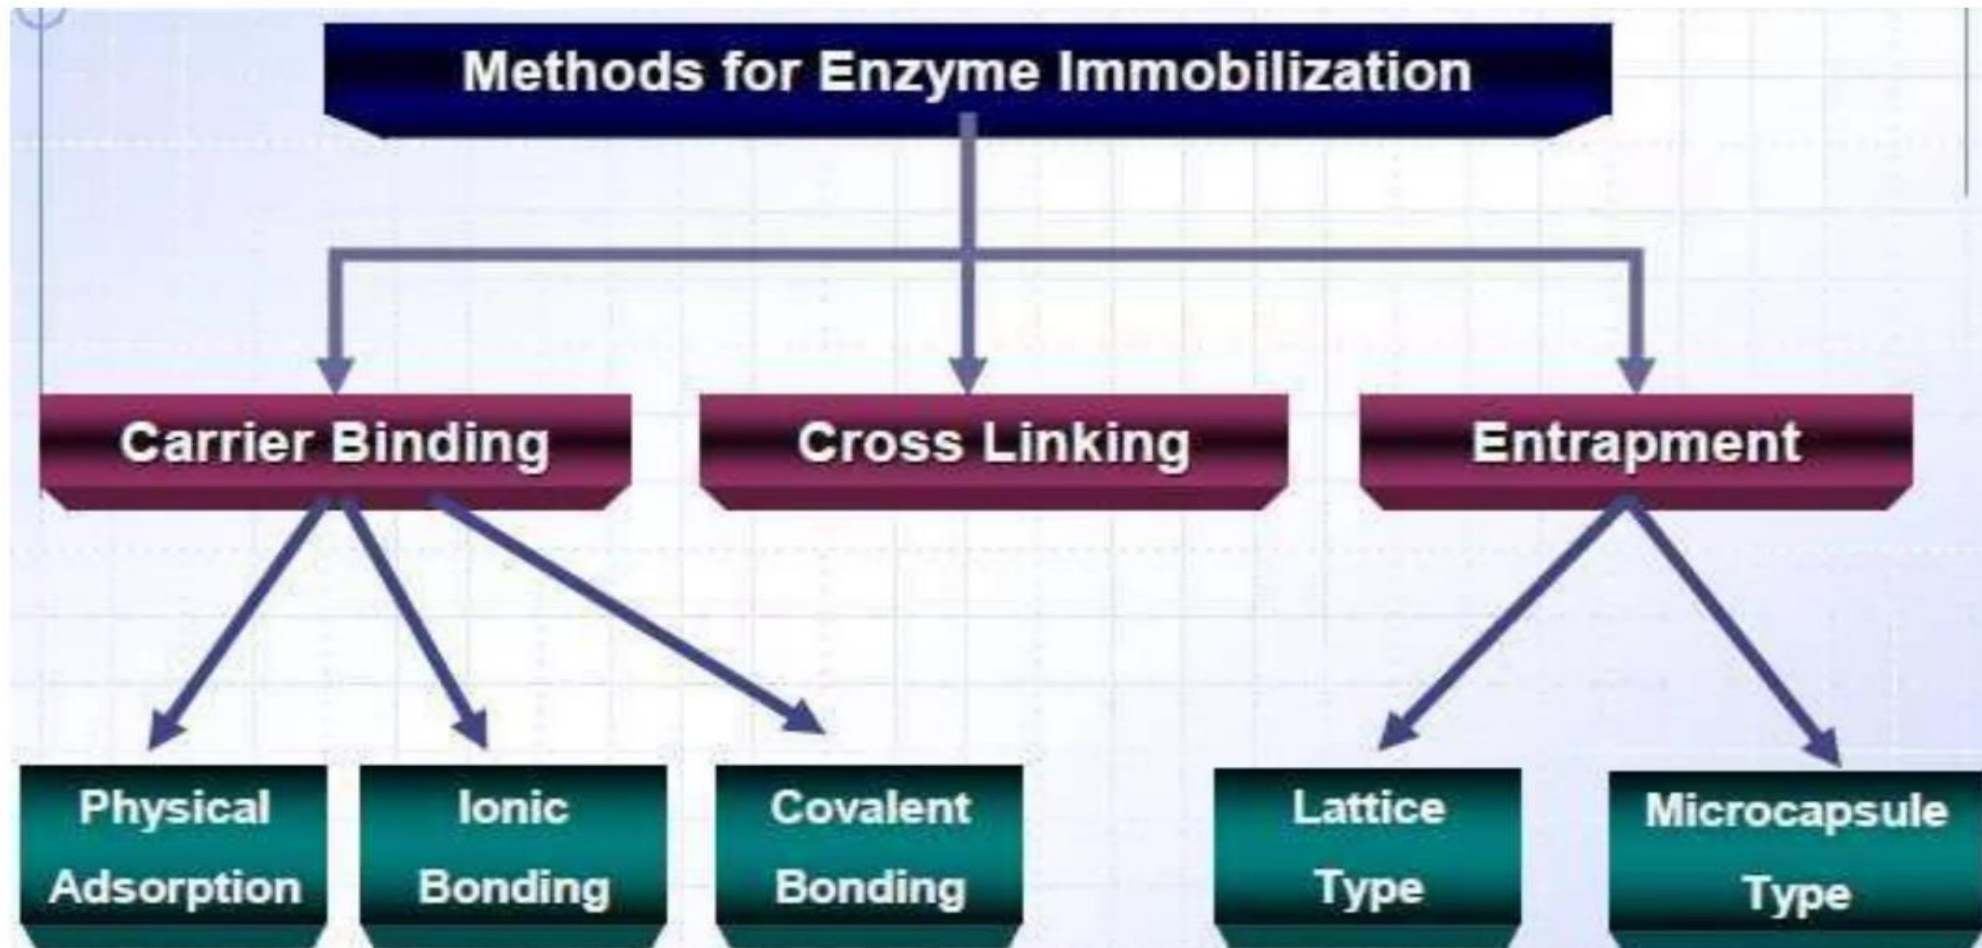 Methods for Enzyme Immobilization
Carrier Binding
Cross Linking
Entrapment
Physical
Adsorption
Ionic
Bonding
Covalent
Bonding
Lattice
Type
Microcapsule
Type